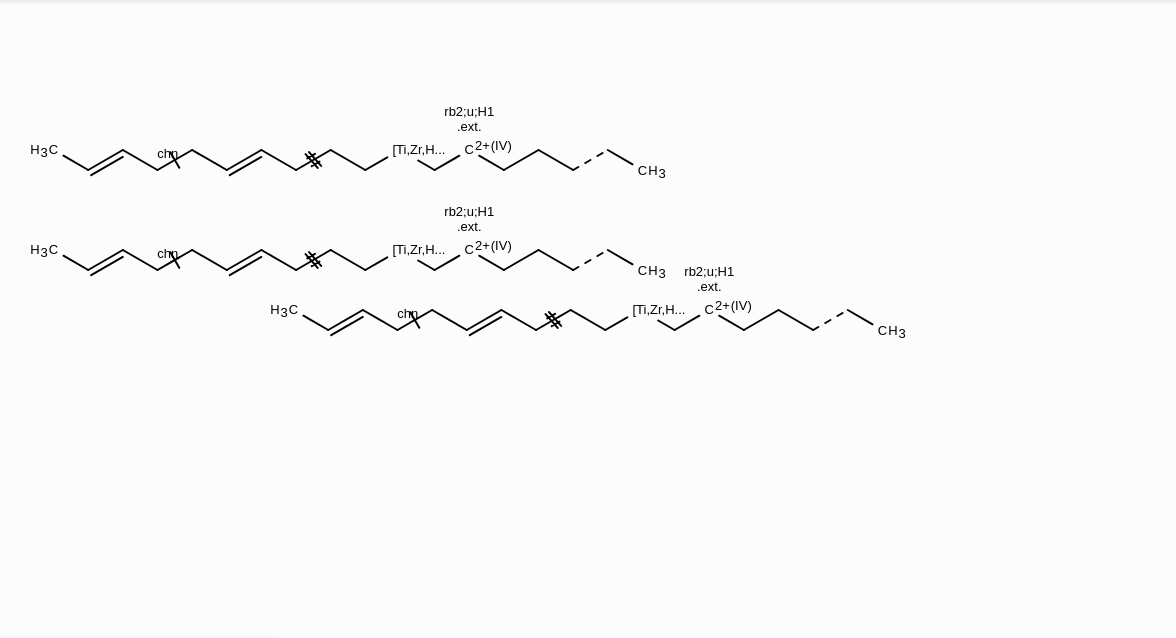 rb2;u;H1
.ext.
H3C chn [Ti,Zr,H... C2+(IV) CH3
rb2;u;H1
.ext.
H3C chn [Ti,Zr,H... C2+(IV) CH3
rb2;u;H1
.ext.
H3C chn [Ti,Zr,H... C2+(IV) CH3